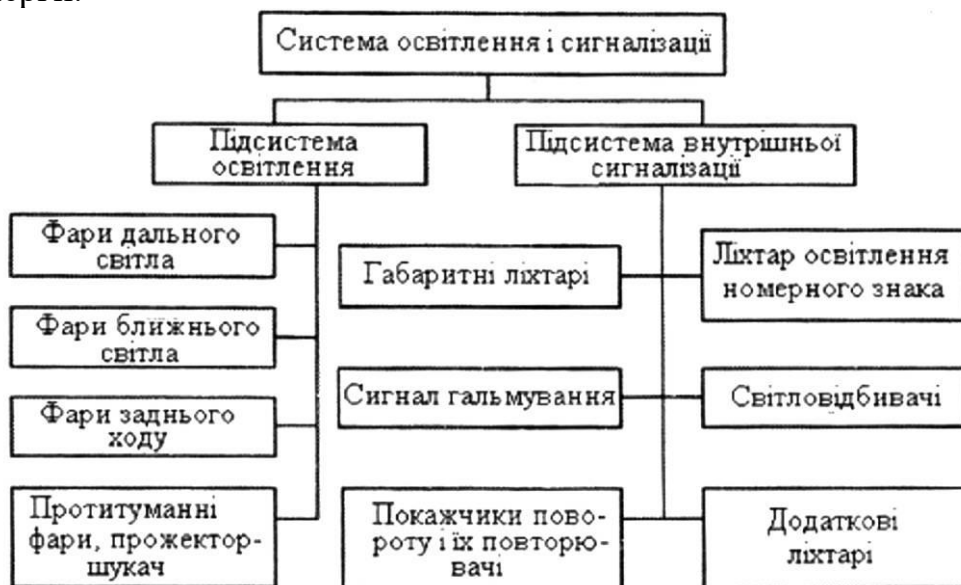 Система освітлення і сигналізації
Підсистема
освітлення
Підсистема внутрішньої
сигналізації
Фари дального
світла
Фари ближнього
світла
Фари заднього
ходу
Протитуманні
фари, прожектор-
шукач
Габаритні ліхтарі
Сигнал гальмування
Покажчики пово-
роту і їх повторю-
вачі
Ліхтар освітлення
номерного знака
Світловідбивачі
Додаткові
ліхтарі